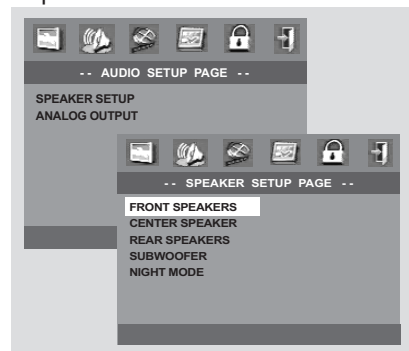 -- AUDIO SETUP PAGE --
SPEAKER SETUP
ANALOG OUTPUT
-- SPEAKER SETUP PAGE --
FRONT SPEAKERS
CENTER SPEAKER
REAR SPEAKERS
SUBWOOFER
NIGHT MODE